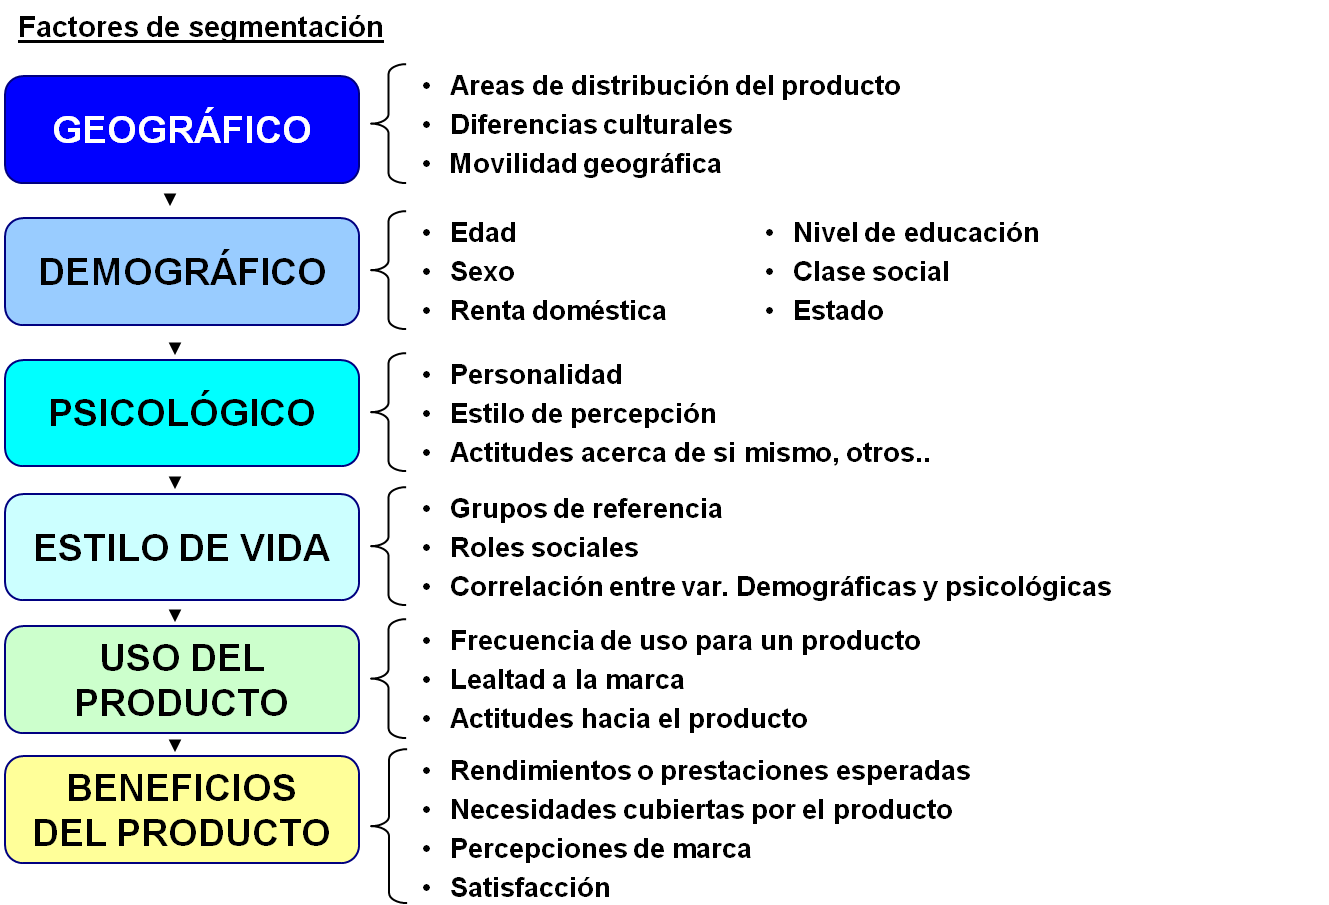 Factores de segmentación
GEOGRÁFICO
• Areas de distribución del producto
• Diferencias culturales
• Movilidad geográfica
DEMOGRÁFICO
• Edad
• Sexo
• Renta doméstica
• Nivel de educación
• Clase social
• Estado
PSICOLÓGICO
• Personalidad
• Estilo de percepción
• Actitudes acerca de si mismo, otros..
ESTILO DE VIDA
• Grupos de referencia
• Roles sociales
• Correlación entre var. Demográficas y psicológicas
USO DEL
PRODUCTO
• Frecuencia de uso para un producto
• Lealtad a la marca
• Actitudes hacia el producto
BENEFICIOS
DEL PRODUCTO
• Rendimientos o prestaciones esperadas
• Necesidades cubiertas por el producto
• Percepciones de marca
• Satisfacción